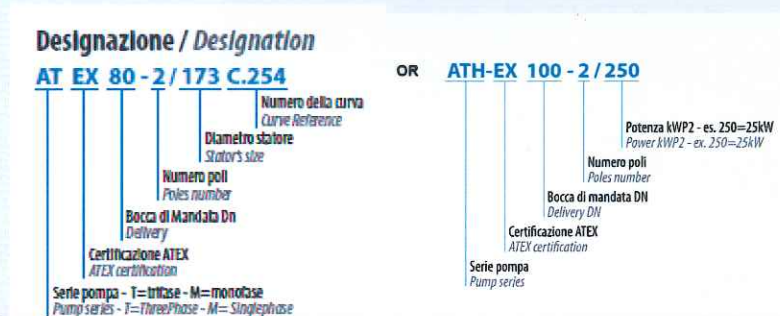 Designazione / Designation
AT EX 80 - 2 / 173 C.254
Numero della curva
Curve Reference
Diametro statore
Stator's size
Numero poli
Poles number
Bocca di Mandata Dn
Delivery
Certificazione ATEX
ATEX certification
Serie pompa - T=trifase - M=monofase
Pump series - T=ThreePhase - M= Singlephase
OR
ATH-EX 100 - 2 / 250
Potenza kWP2 - es. 250=25kW
Power kWP2 - ex. 250=25kW
Numero poli
Poles number
Bocca di mandata DN
Delivery DN
Certificazione ATEX
ATEX certification
Serie pompa
Pump series